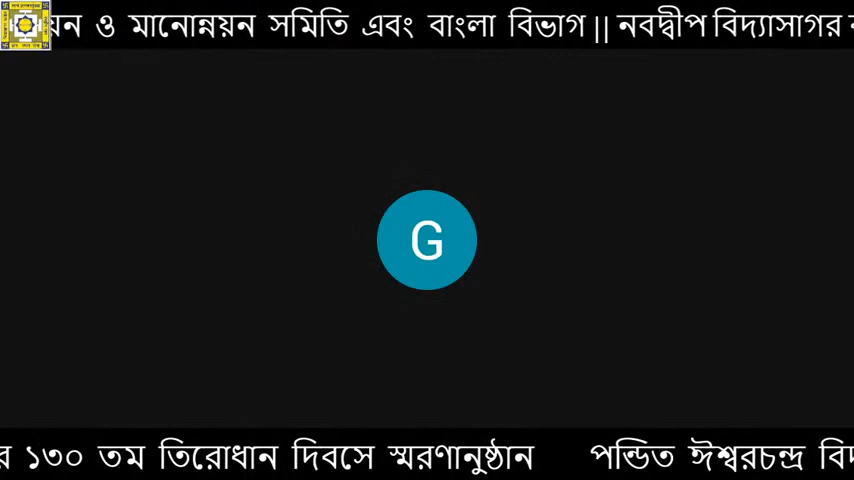 ও মানোন্নয়ন সমিতি এবং বাংলা বিভাগ || নবদ্বীপ বিদ্যাসাগর
G
১৩০ তম তিরোধান দিবসে স্মরণানুষ্ঠান পন্ডিত ঈশ্বরচন্দ্র